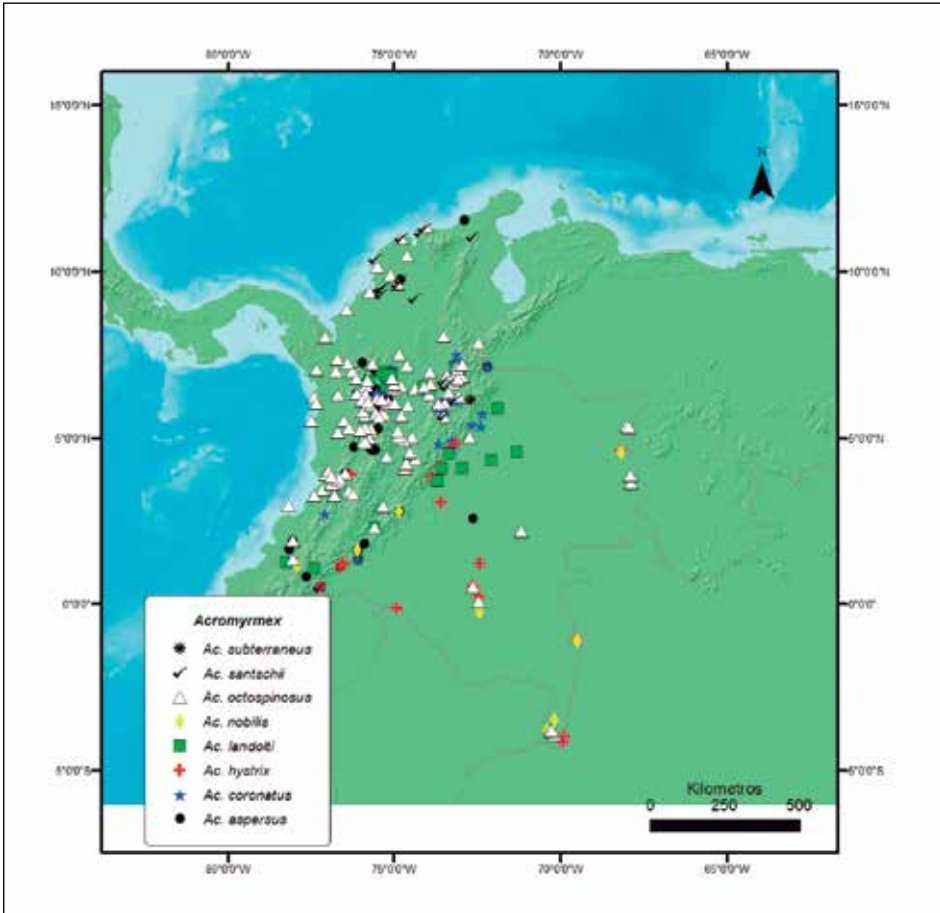 80°0'0"W 75°0'0"W 70°0'0"W 65°0'0"W
15°0'0"N 15°0'0"N
N
10°0'0"N 10°0'0"N
5°0'0"N 5°0'0"N
0°0'0" 0°0'0"
Acromyrmex
Ac. subterraneus
Ac. santschii
Ac. octospinosus
Ac. nobilis
Ac. landolti
Ac. hystrix
Ac. coronatus
Ac. aspersus
5°0'0"S 5°0'0"S
Kilometros
0 250 500
80°0'0"W 75°0'0"W 70°0'0"W 65°0'0"W